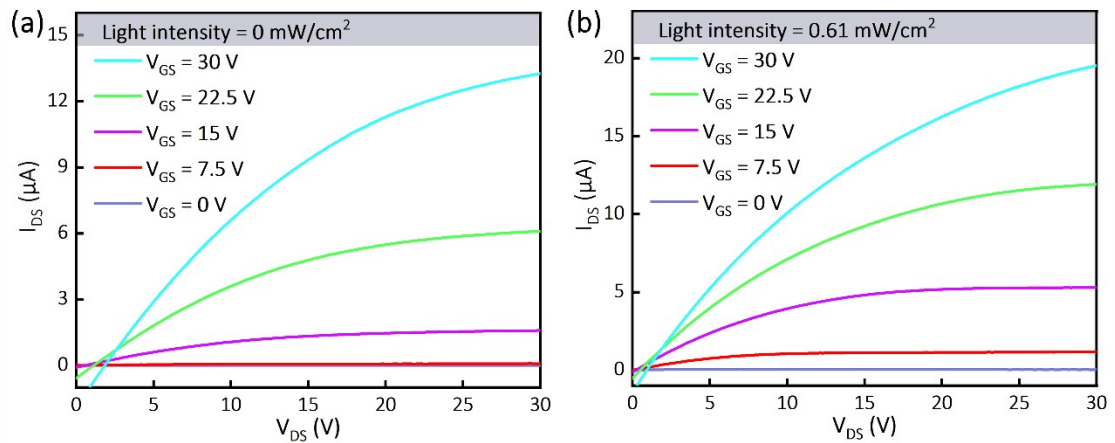 (a)
Light intensity = 0 mW/cm²
V_GS = 30 V
V_GS = 22.5 V
V_GS = 15 V
V_GS = 7.5 V
V_GS = 0 V
15
12
9
6
3
0
I_DS (μA)
0 5 10 15 20 25 30
V_DS (V)
(b)
Light intensity = 0.61 mW/cm²
V_GS = 30 V
V_GS = 22.5 V
V_GS = 15 V
V_GS = 7.5 V
V_GS = 0 V
20
15
10
5
0
I_DS (μA)
0 5 10 15 20 25 30
V_DS (V)